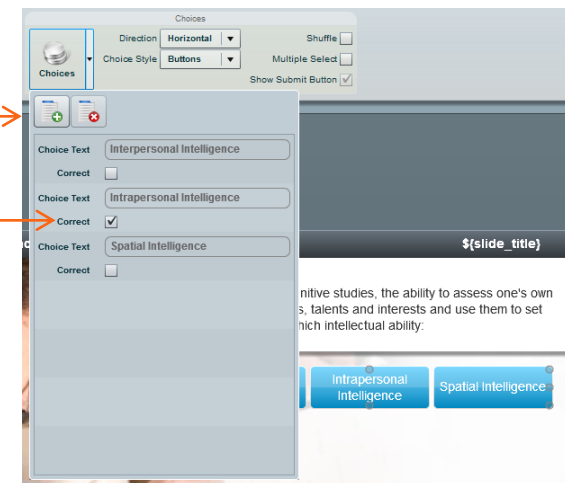 Choices
Direction Horizontal Shuffle
Choice Style Buttons Multiple Select
Choices
Show Submit Button
Choice Text Interpersonal Intelligence
Correct
Choice Text Intrapersonal Intelligence
Correct
Choice Text Spatial Intelligence
Correct
${slide_title}
nitive studies, the ability to assess one's own
s, talents and interests and use them to set
hich intellectual ability:
Intrapersonal
Intelligence
Spatial Intelligence